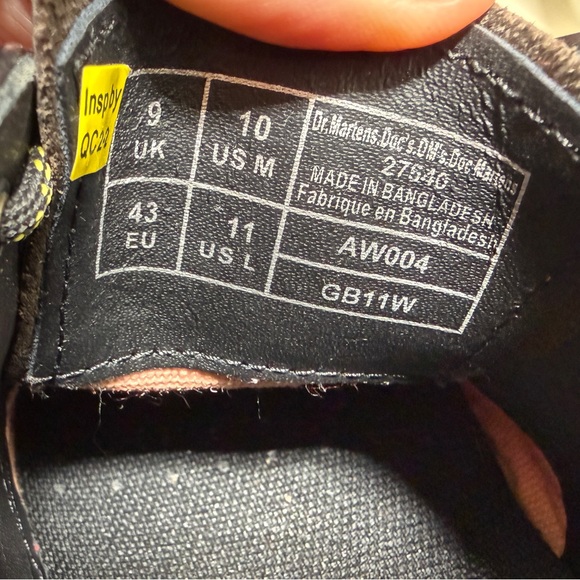 Inspby
QC29
9
UK
10
US M
43
EU
11
US L
Dr.Martens.Doc's.DM's.Doc Martens
27646
MADE IN BANGLADESH
Fabrique en Bangladesh
AW004
GB11W